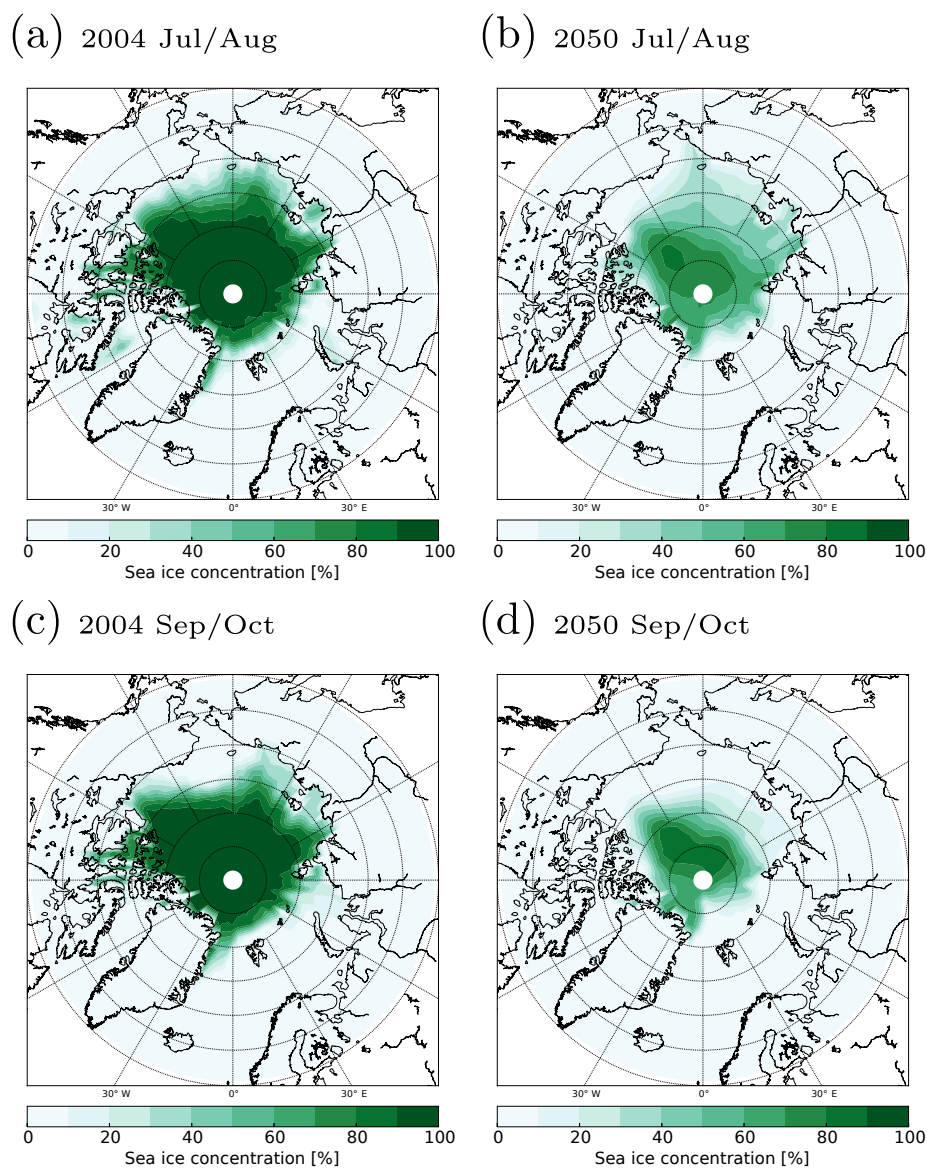 (a) 2004 Jul/Aug
30° W 0° 30° E
0 20 40 60 80 100
Sea ice concentration [%]
(b) 2050 Jul/Aug
30° W 0° 30° E
0 20 40 60 80 100
Sea ice concentration [%]
(c) 2004 Sep/Oct
30° W 0° 30° E
0 20 40 60 80 100
Sea ice concentration [%]
(d) 2050 Sep/Oct
30° W 0° 30° E
0 20 40 60 80 100
Sea ice concentration [%]